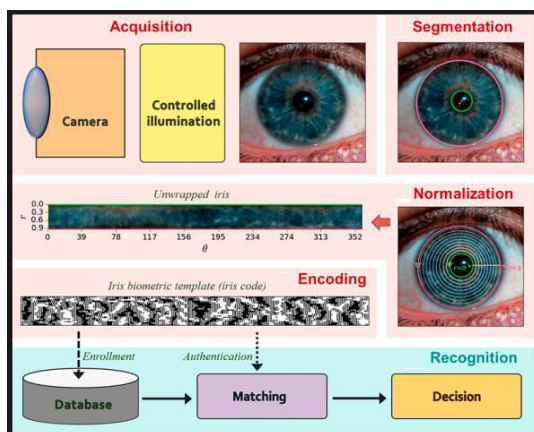 Acquisition
Segmentation
Camera
Controlled
illumination
Unwrapped iris
Normalization
r
0.0
0.3
0.6
0.9
0 39 78 117 156 195 234 274 313 352
θ
Encoding
Iris biometric template (iris code)
Enrollment
Authentication
Recognition
Database
Matching
Decision